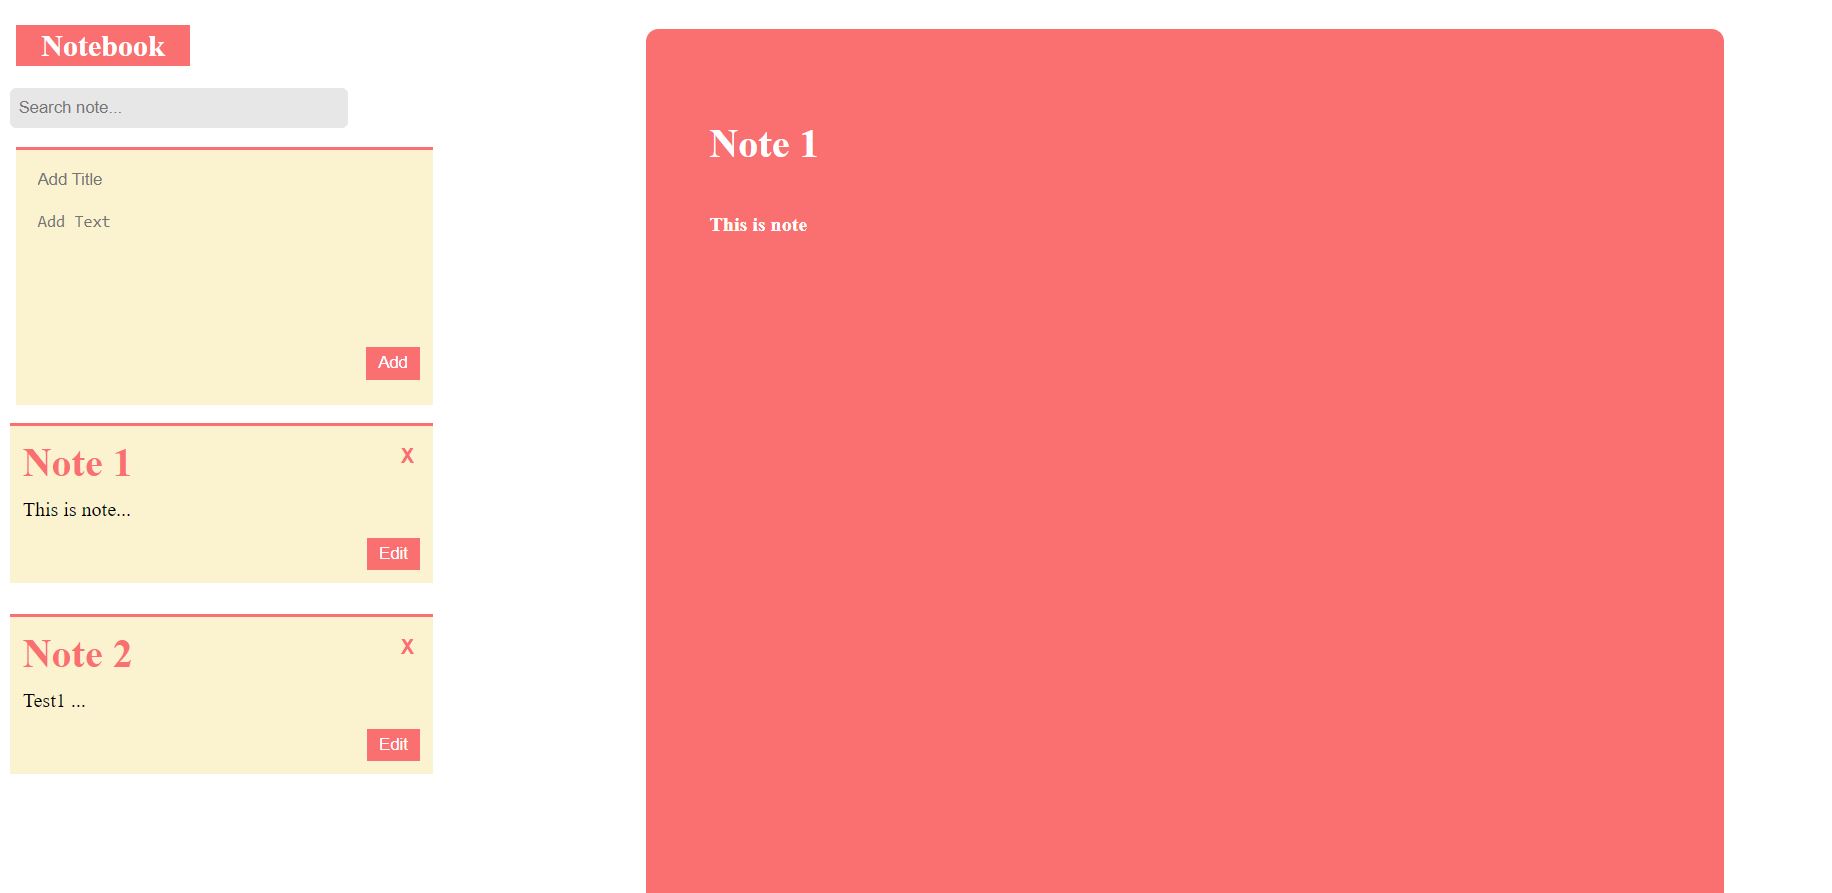 Notebook
Search note...
Add Title
Add Text
Add
Note 1
X
This is note...
Edit
Note 2
X
Test1 ...
Edit
Note 1
This is note